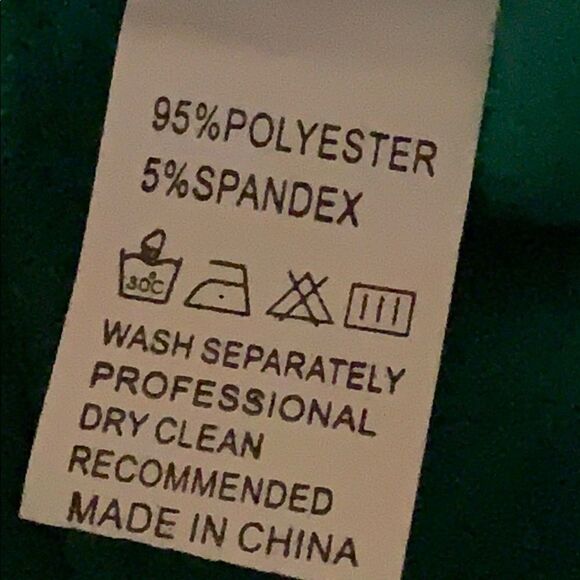 95%POLYESTER
5%SPANDEX
30°C
WASH SEPARATELY
PROFESSIONAL
DRY CLEAN
RECOMMENDED
MADE IN CHINA